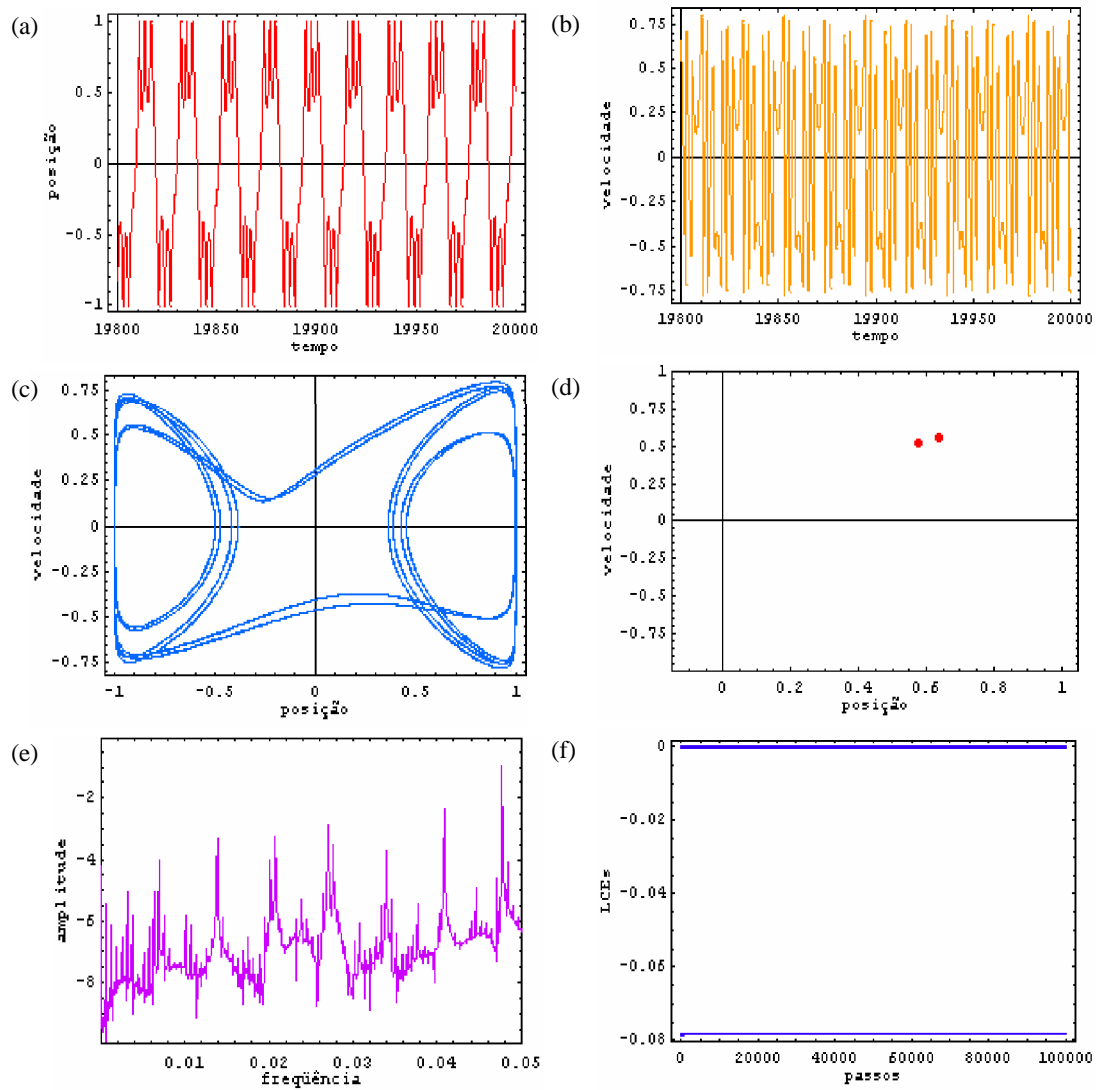 (a)
1
0.5
0
-0.5
-1
posição
19800 19850 19900 19950 20000
tempo
(b)
0.75
0.5
0.25
0
-0.25
-0.5
-0.75
velocidade
19800 19850 19900 19950 20000
tempo
(c)
0.75
0.5
0.25
0
-0.25
-0.5
-0.75
velocidade
-1 -0.5 0 0.5 1
posição
(d)
1
0.75
0.5
0.25
0
-0.25
-0.5
-0.75
velocidade
0 0.2 0.4 0.6 0.8 1
posição
(e)
-2
-4
-6
-8
amplitude
0.01 0.02 0.03 0.04 0.05
freqüência
(f)
0
-0.02
-0.04
-0.06
-0.08
LCEs
0 20000 40000 60000 80000 100000
passos